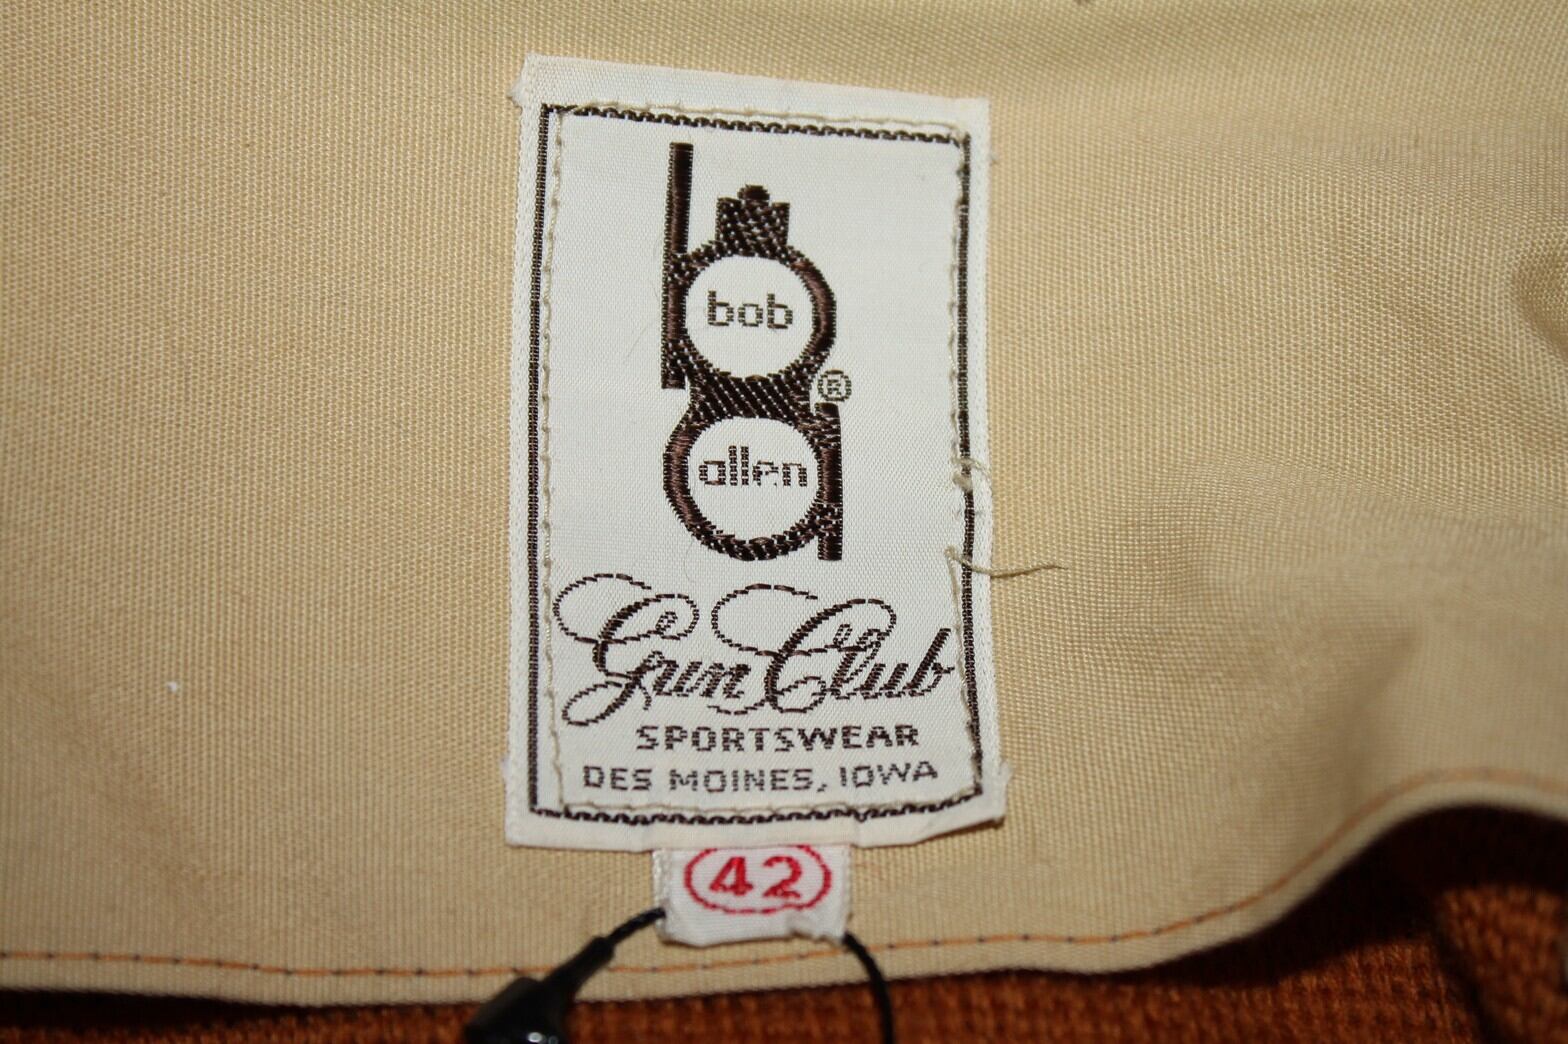 bob
®
allen
Gun Club
SPORTSWEAR
DES MOINES, IOWA
42